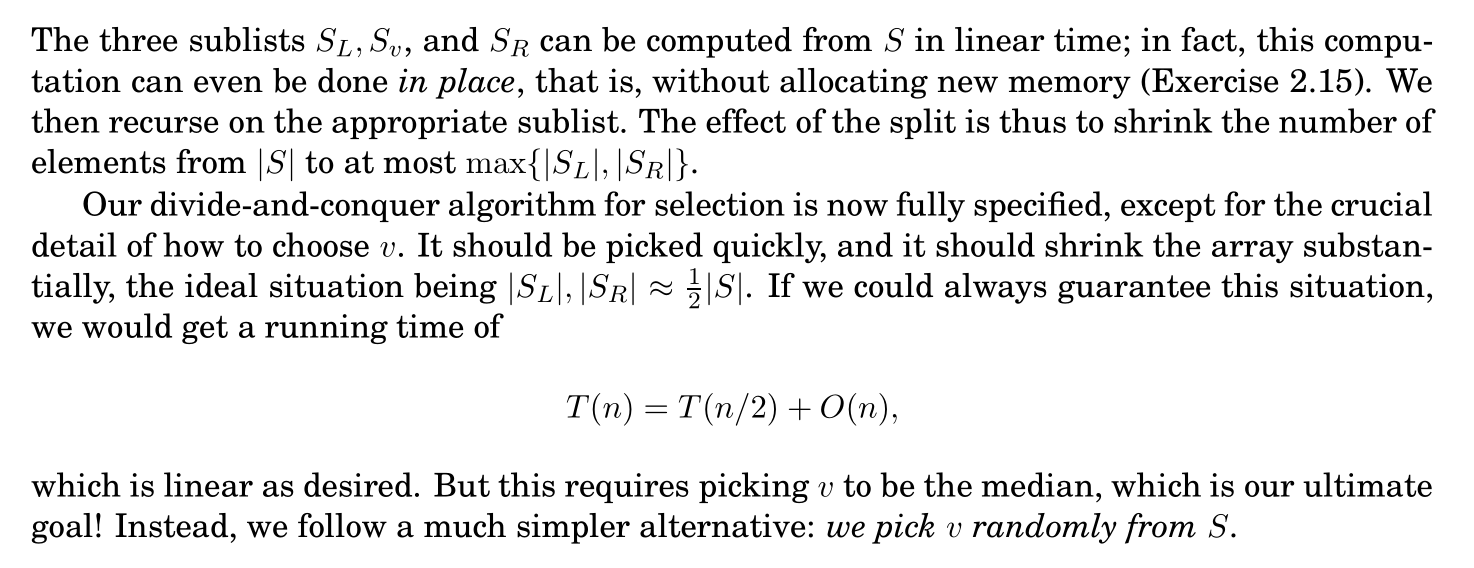 The three sublists S_L, S_v, and S_R can be computed from S in linear time; in fact, this compu-
tation can even be done in place, that is, without allocating new memory (Exercise 2.15). We
then recurse on the appropriate sublist. The effect of the split is thus to shrink the number of
elements from |S| to at most max{|S_L|, |S_R|}.
Our divide-and-conquer algorithm for selection is now fully specified, except for the crucial
detail of how to choose v. It should be picked quickly, and it should shrink the array substan-
tially, the ideal situation being |S_L|, |S_R| ≈ ½|S|. If we could always guarantee this situation,
we would get a running time of
T(n) = T(n/2) + O(n),
which is linear as desired. But this requires picking v to be the median, which is our ultimate
goal! Instead, we follow a much simpler alternative: we pick v randomly from S.